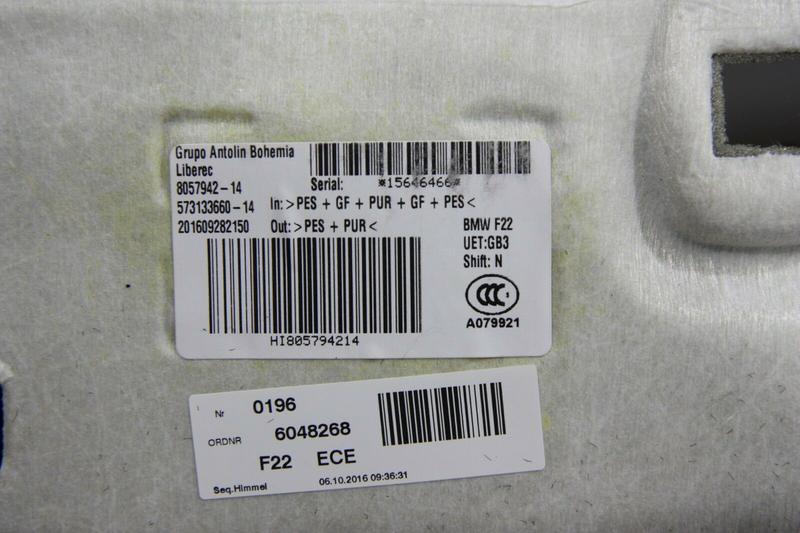 Grupo Antolin Bohemia
Liberec
8057942-14 Serial: *15646466*
573133660-14 In: >PES + GF + PUR + GF + PES<
201609282150 Out: >PES + PUR< BMW F22
UET:GB3
Shift: N
CCC S
A079921
HI805794214
Nr 0196
ORDNR 6048268
F22 ECE
Seq.Himmel 06.10.2016 09:36:31